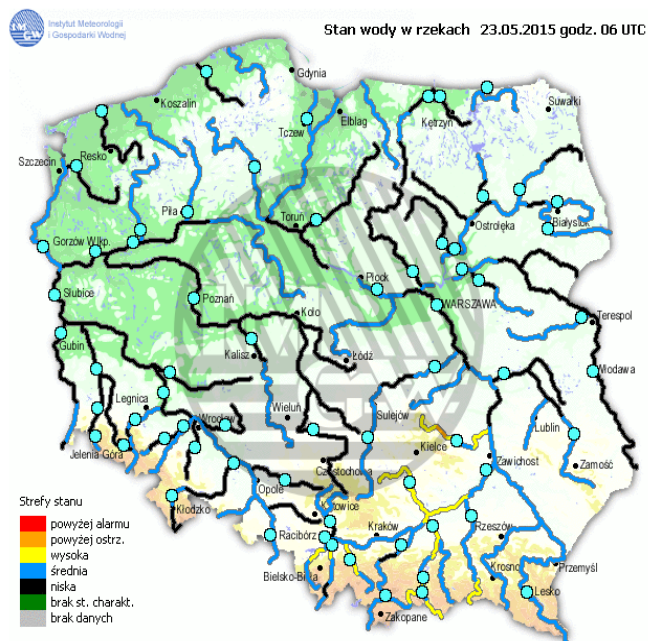 Instytut Meteorologii
i Gospodarki Wodnej
Stan wody w rzekach 23.05.2015 godz. 06 UTC
Gdynia
Koszalin
Suwałki
Tczew
Elbląg
Kętrzyn
Resko
Szczecin
Piła
Toruń
Ostrołęka
Białystok
Gorzów Wlkp.
Płock
Słubice
Poznań
WARSZAWA
Koło
Terespol
Gubin
Kalisz
Łódź
Włodawa
Legnica
Wieluń
Sulejów
Wrocław
Lublin
Jelenia Góra
Kielce
Zawichost
Zamość
Częstochowa
Opole
Strefy stanu
Kłodzko
Katowice
powyżej alarmu
Racibórz
Kraków
Rzeszów
powyżej ostrz.
wysoka
Krosno
Przemyśl
średnia
Bielsko-Biała
niska
Lesko
brak st. charakt.
Zakopane
brak danych